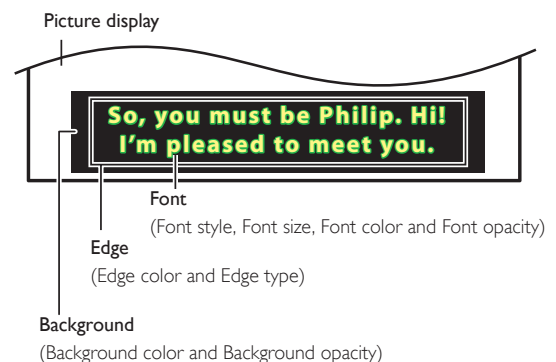 Picture display
So, you must be Philip. Hi!
I'm pleased to meet you.
Font
(Font style, Font size, Font color and Font opacity)
Edge
(Edge color and Edge type)
Background
(Background color and Background opacity)